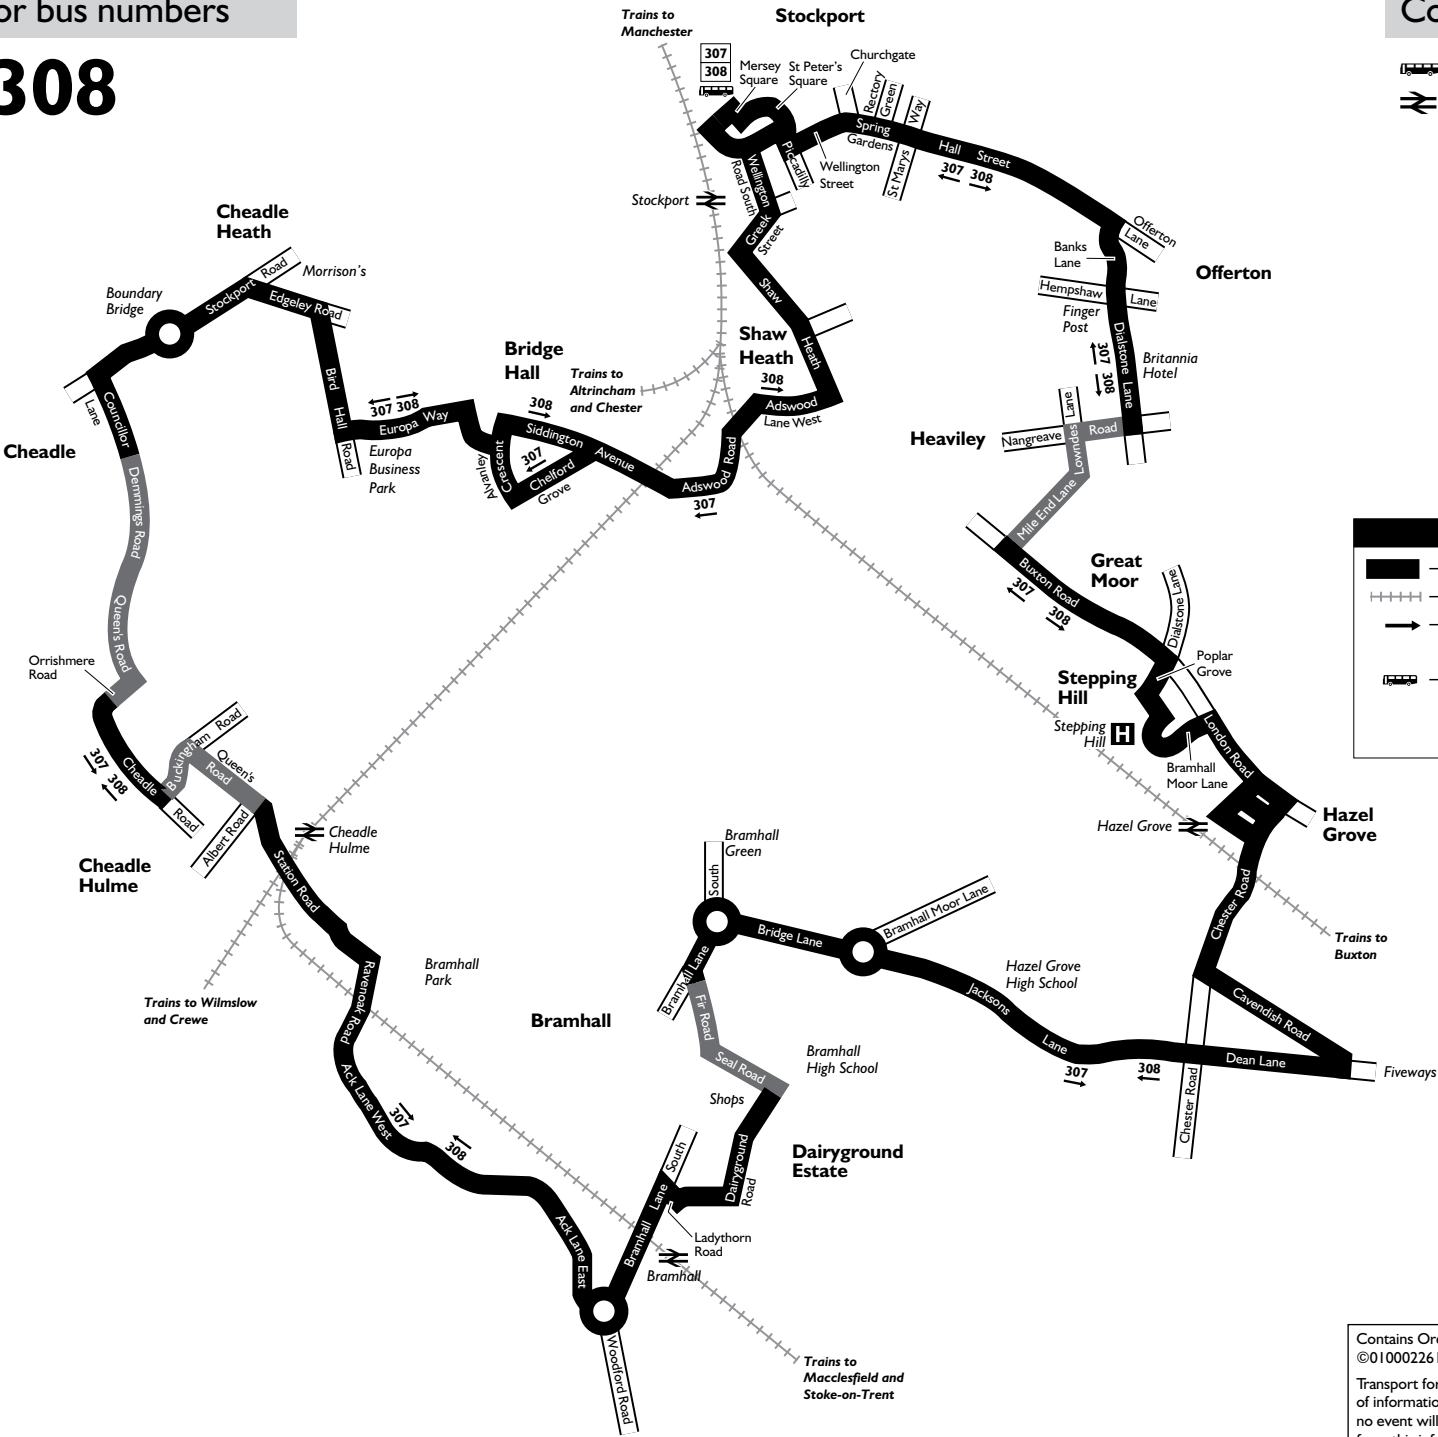 or bus numbers
308
Co
Trains to
Manchester
Stockport
307
308
Mersey
Square
St Peter's
Square
Churchgate
Rectory
Green
Spring
Gardens
St Marys Way
Hall Street
307 308
Piccadilly
Wellington
Street
Wellington
Road South
Stockport
Greek
Street
Offerton
Lane
Banks
Lane
Offerton
Hempshaw Lane
Finger
Post
Dialstone Lane
307 308
Britannia
Hotel
Cheadle
Heath
Road
Morrison's
Stockport
Edgeley Road
Boundary
Bridge
Shaw
Heath
Shaw
Heath
Bridge
Hall
Trains to
Altrincham
and Chester
308
Adswood
Lane West
Bird Hall
Road
307 308
Europa Way
Europa
Business
Park
308
Siddington
Avenue
307
Chelford
Grove
Alvanley
Crescent
Adswood Road
307
Councillor
Lane
Cheadle
Heaviley
Nangreave
Road
Lowndes Lane
Mile End Lane
Demmings Road
Queen's Road
Great
Moor
Buxton Road
307
308
Dialstone Lane
Poplar
Grove
Stepping
Hill
Stepping
Hill
H
London Road
Bramhall
Moor Lane
Orrishmere
Road
307
308
Cheadle
Road
Buckingham Road
Queen's
Road
Albert Road
Cheadle
Hulme
Cheadle
Hulme
Station Road
Hazel Grove
Hazel
Grove
Chester Road
Trains to
Buxton
Bramhall
Green
South
Bramhall Lane
Bridge Lane
Bramhall Moor Lane
Hazel Grove
High School
Jacksons
Lane
Cavendish Road
Dean Lane
307
308
Fiveways
Chester Road
Trains to Wilmslow
and Crewe
Bramhall
Park
Ravenoak Road
Bramhall
Fir Road
Seal Road
Bramhall
High School
Shops
Dairyground
Estate
Dairyground
Road
Ack Lane West
307
308
Ack Lane East
South
Bramhall Lane
Ladythorn
Road
Bramhall
Woodford Road
Trains to
Macclesfield and
Stoke-on-Trent
Contains Ord
©01000226
Transport for
of informatio
no event will